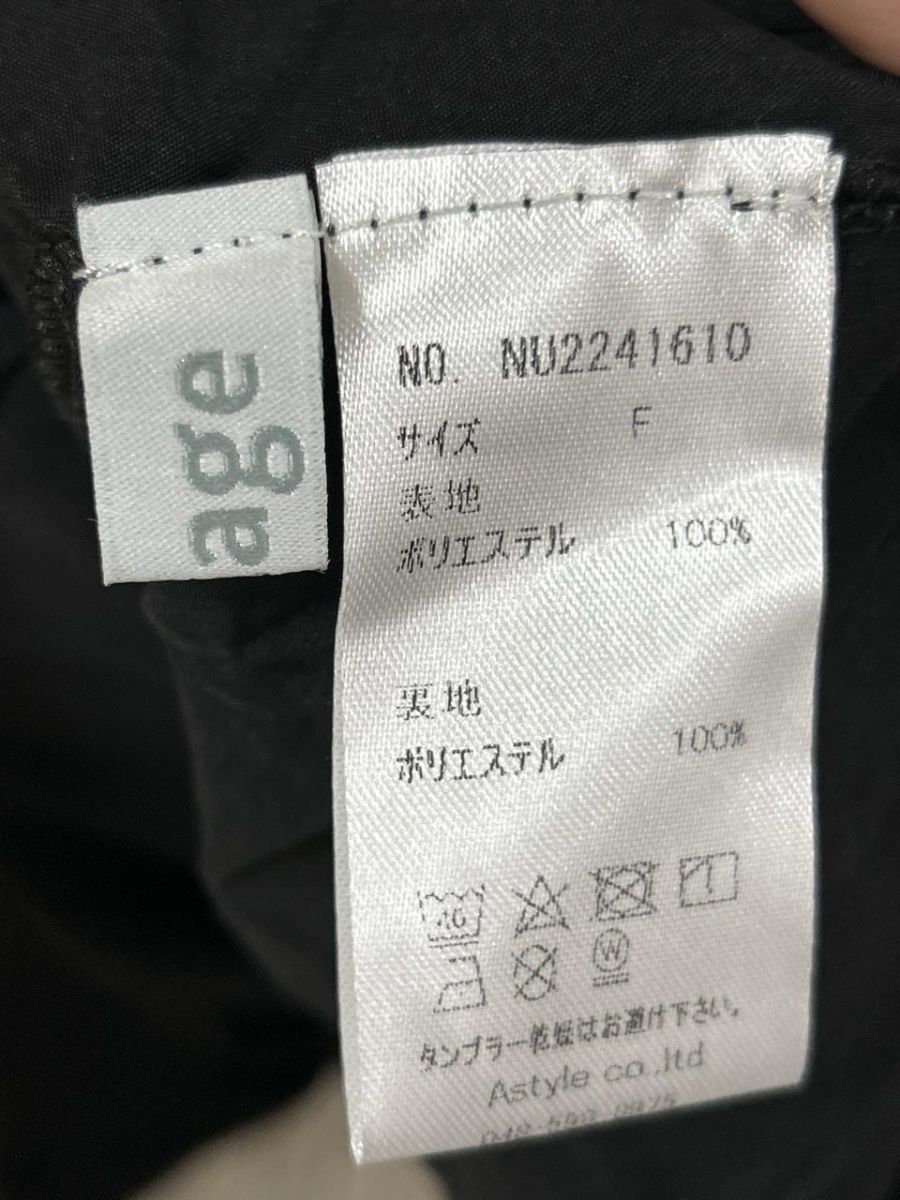 age
NO. NU2241610
サイズ F
表地
ポリエステル 100%
裏地
ポリエステル 100%
40
W
タンブラー乾燥はお避け下さい。
Astyle co.,ltd